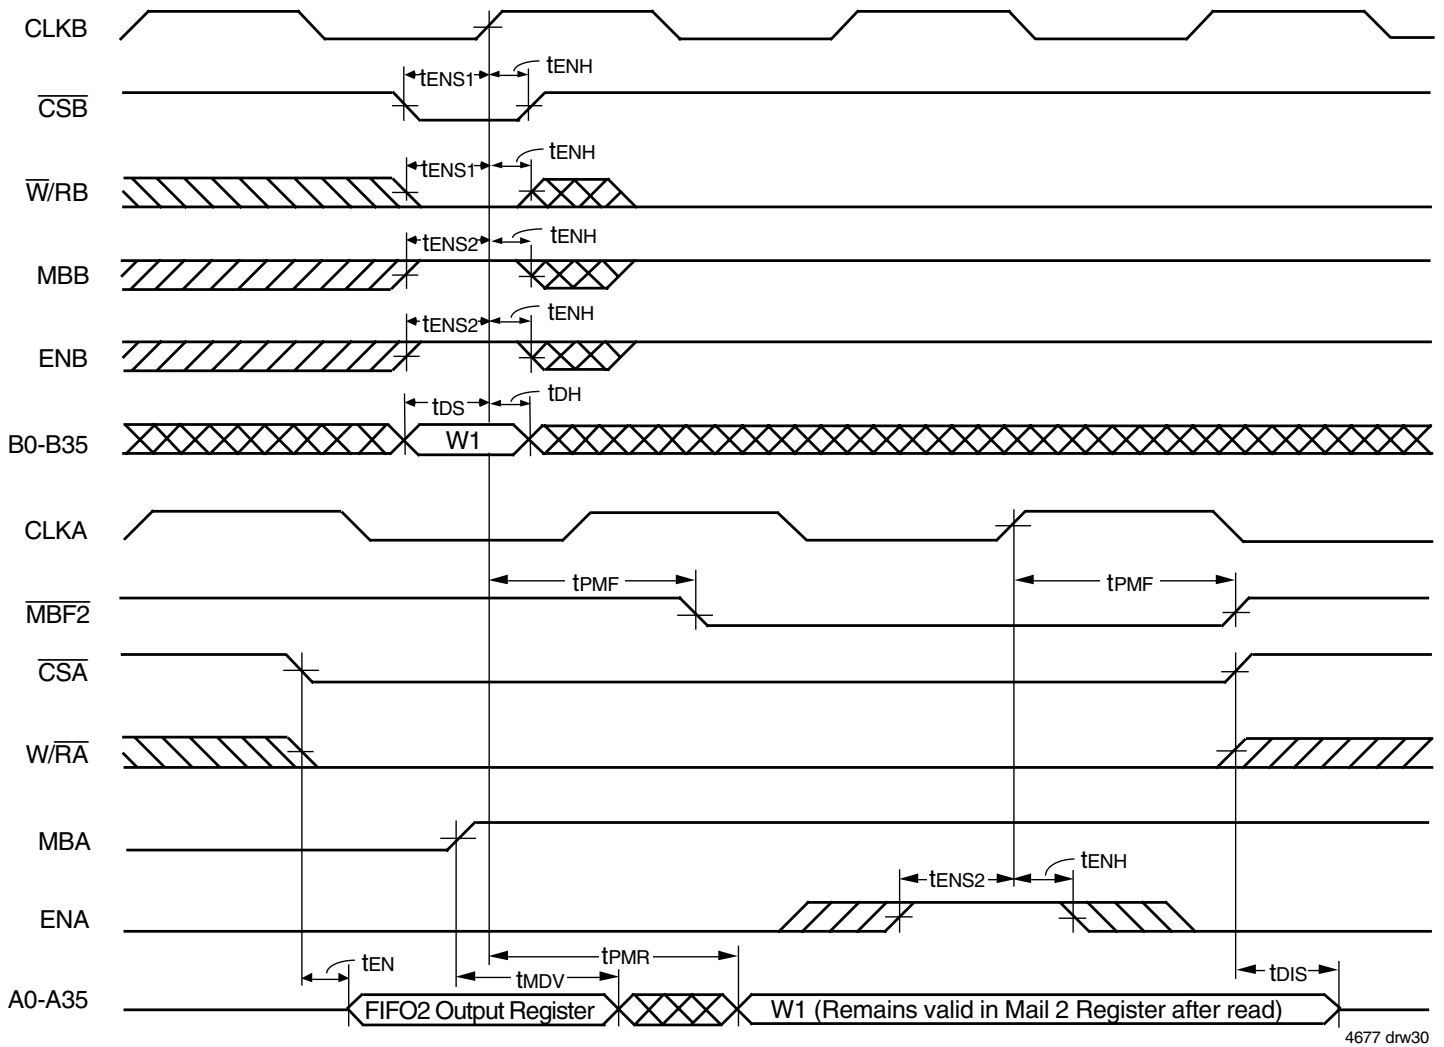 CLKB
tENS1
tENH
CSB
tENS1
tENH
W/RB
tENS2
tENH
MBB
tENS2
tENH
ENB
tDS
tDH
B0-B35
W1
CLKA
tPMF
tPMF
MBF2
CSA
W/RA
MBA
tENS2
tENH
ENA
tEN
tPMR
tMDV
tDIS
A0-A35
FIFO2 Output Register
W1 (Remains valid in Mail 2 Register after read)
4677 drw30